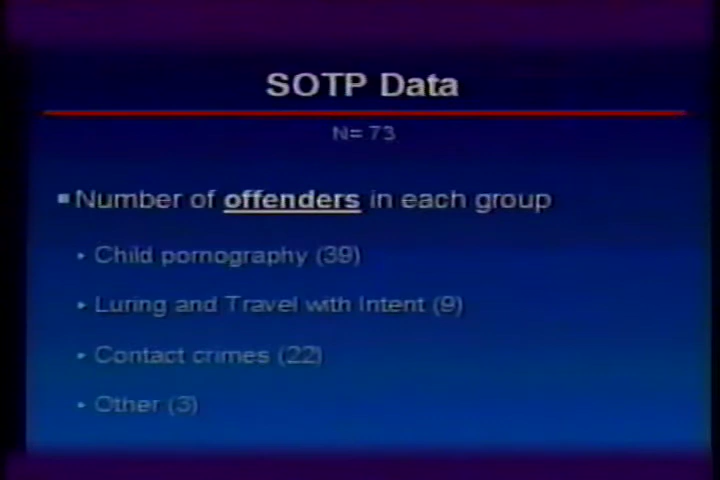 SOTP Data
N= 73
Number of offenders in each group
Child pornography (39)
Luring and Travel with Intent (9)
Contact crimes (22)
Other (3)